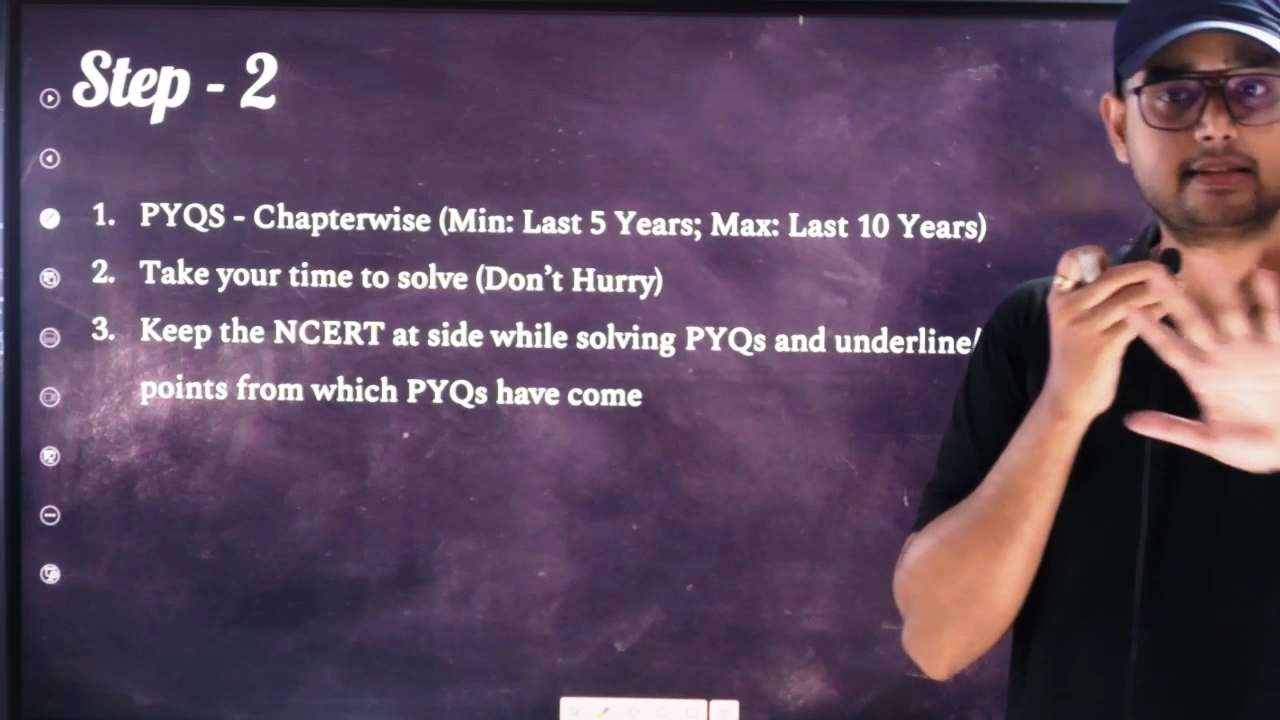 Step - 2
1. PYQS - Chapterwise (Min: Last 5 Years; Max: Last 10 Years)
2. Take your time to solve (Don't Hurry)
3. Keep the NCERT at side while solving PYQs and underline/
points from which PYQs have come